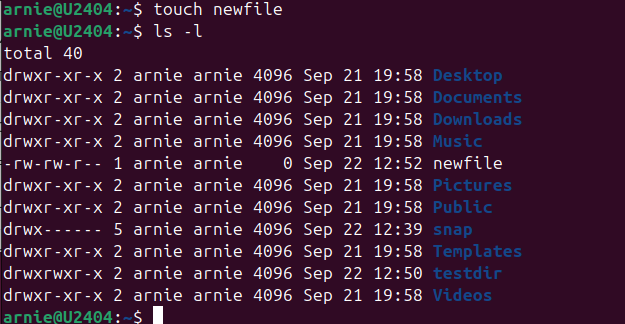 arnie@U2404:~$ touch newfile
arnie@U2404:~$ ls -l
total 40
drwxr-xr-x 2 arnie arnie 4096 Sep 21 19:58 Desktop
drwxr-xr-x 2 arnie arnie 4096 Sep 21 19:58 Documents
drwxr-xr-x 2 arnie arnie 4096 Sep 21 19:58 Downloads
drwxr-xr-x 2 arnie arnie 4096 Sep 21 19:58 Music
-rw-rw-r-- 1 arnie arnie    0 Sep 22 12:52 newfile
drwxr-xr-x 2 arnie arnie 4096 Sep 21 19:58 Pictures
drwxr-xr-x 2 arnie arnie 4096 Sep 21 19:58 Public
drwx------ 5 arnie arnie 4096 Sep 22 12:39 snap
drwxr-xr-x 2 arnie arnie 4096 Sep 21 19:58 Templates
drwxrwxr-x 2 arnie arnie 4096 Sep 22 12:50 testdir
drwxr-xr-x 2 arnie arnie 4096 Sep 21 19:58 Videos
arnie@U2404:~$